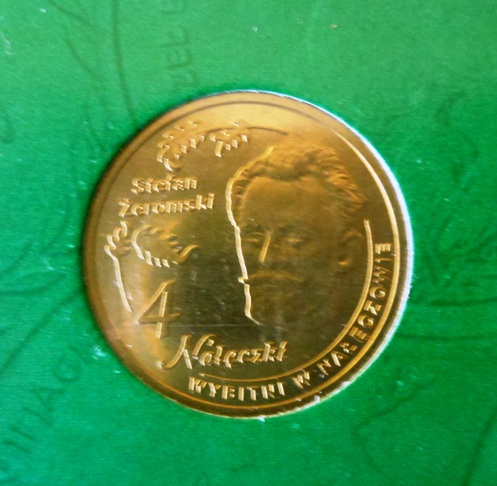 Stefan
Żeromski
4
Nałęczki
WYBITNI W NAŁĘCZOWIE